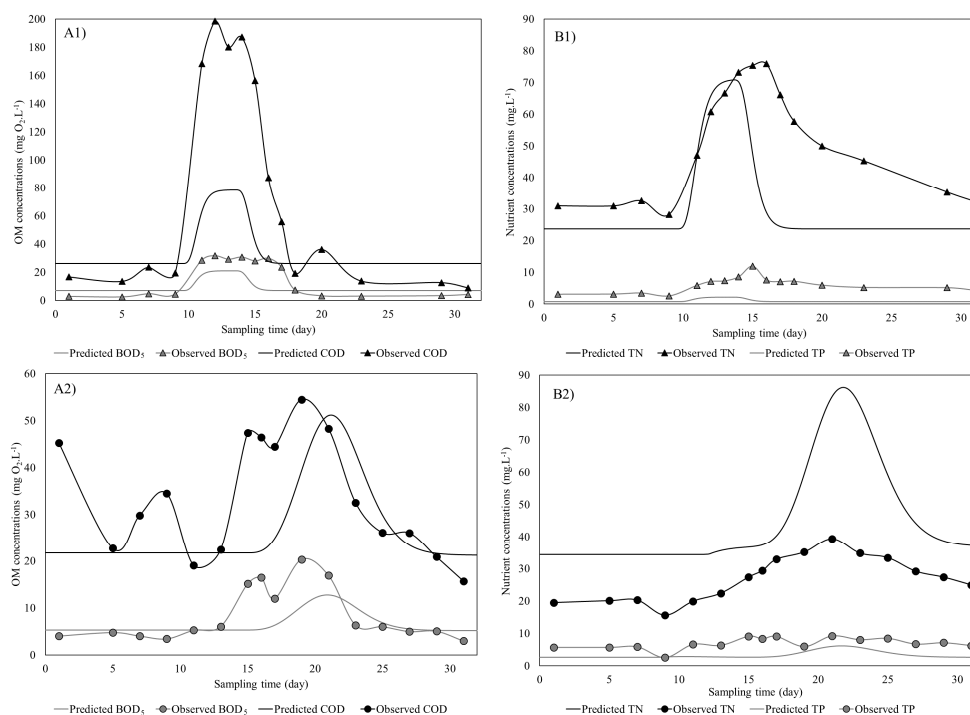 A1)
OM concentrations (mg O₂.L⁻¹)
200
180
160
140
120
100
80
60
40
20
0
0 5 10 15 20 25 30
Sampling time (day)
Predicted BOD₅ Observed BOD₅ Predicted COD Observed COD
B1)
Nutrient concentrations (mg.L⁻¹)
90
80
70
60
50
40
30
20
10
0
0 5 10 15 20 25 30
Sampling time (day)
Predicted TN Observed TN Predicted TP Observed TP
A2)
OM concentrations (mg O₂.L⁻¹)
60
50
40
30
20
10
0
0 5 10 15 20 25 30
Sampling time (day)
Predicted BOD₅ Observed BOD₅ Predicted COD Observed COD
B2)
Nutrient concentrations (mg.L⁻¹)
90
80
70
60
50
40
30
20
10
0
0 5 10 15 20 25 30
Sampling time (day)
Predicted TN Observed TN Predicted TP Observed TP